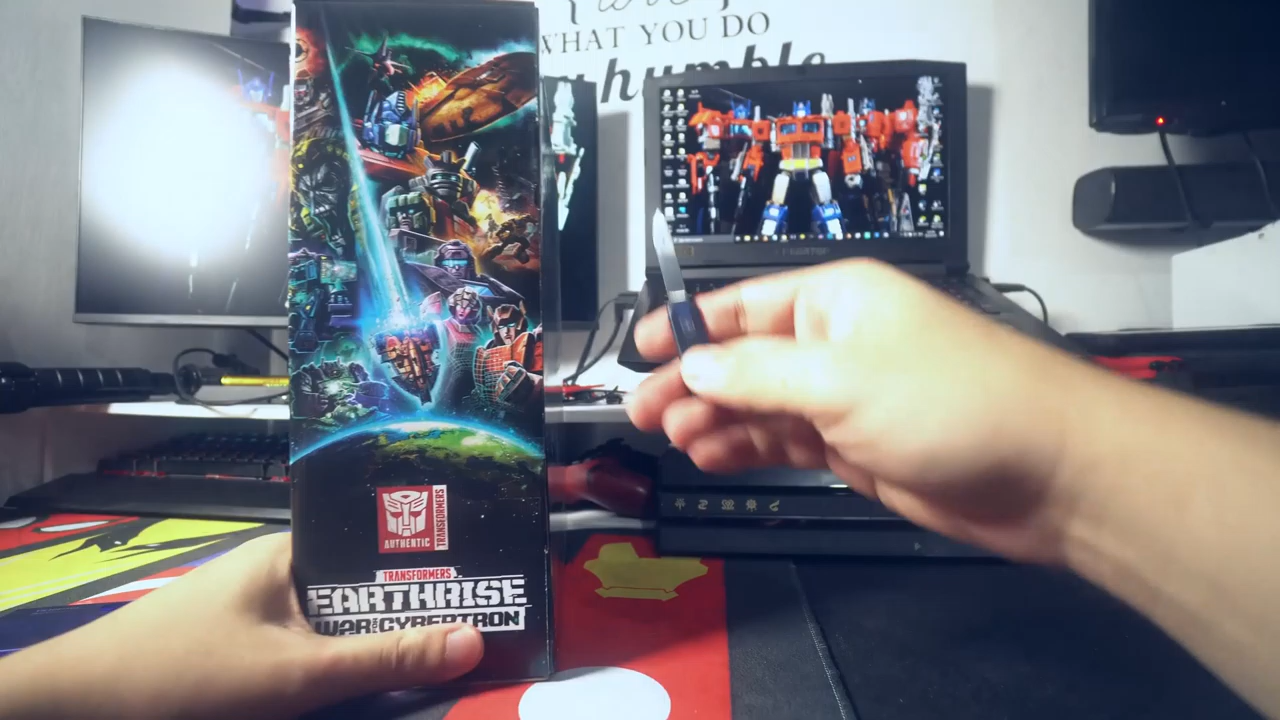 WHAT YOU DO
humble
AUTHENTIC
TRANSFORMERS
TRANSFORMERS
EARTHRISE
WAR FOR CYBERTRON